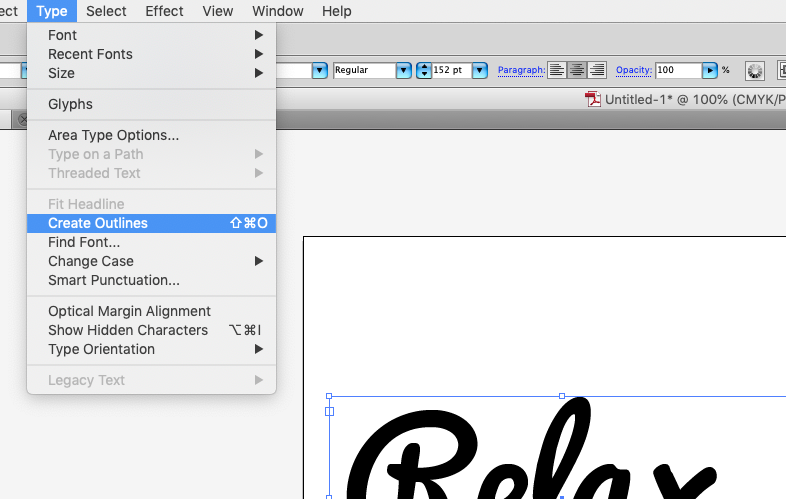 ect Type Select Effect View Window Help
Font
Recent Fonts
Size
Regular 152 pt Paragraph: Opacity: 100 %
Glyphs
Untitled-1* @ 100% (CMYK/P
Area Type Options...
Type on a Path
Threaded Text
Fit Headline
Create Outlines ⇧⌘O
Find Font...
Change Case
Smart Punctuation...
Optical Margin Alignment
Show Hidden Characters ⌥⌘I
Type Orientation
Legacy Text
Relax